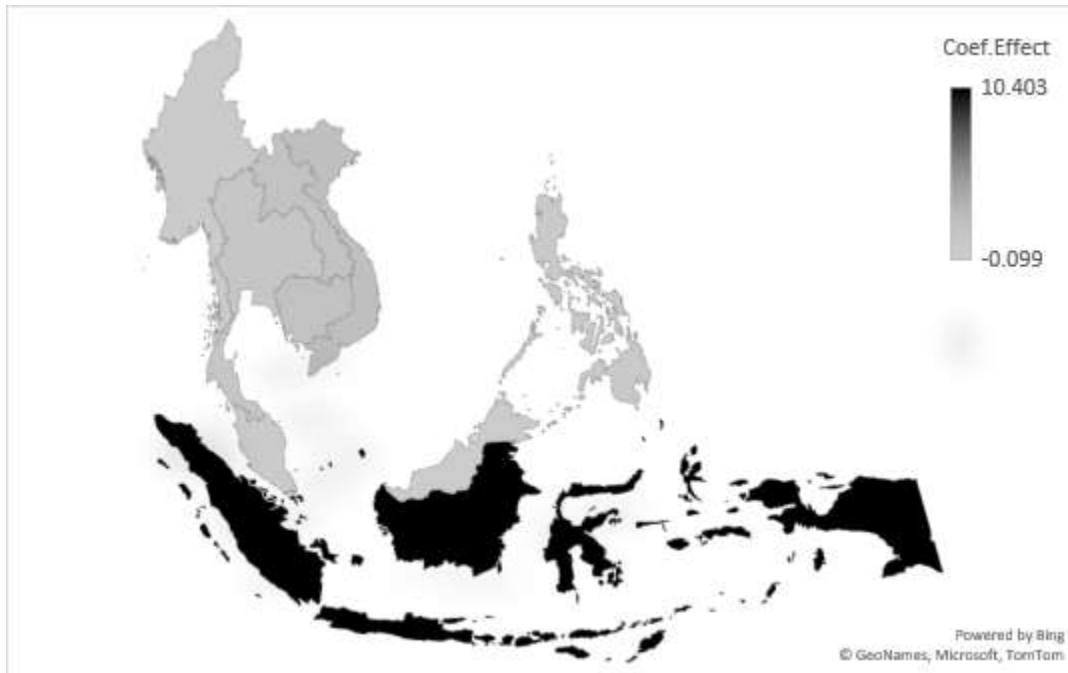 Coef.Effect
10.403
-0.099
Powered by Bing
© GeoNames, Microsoft, TomTom